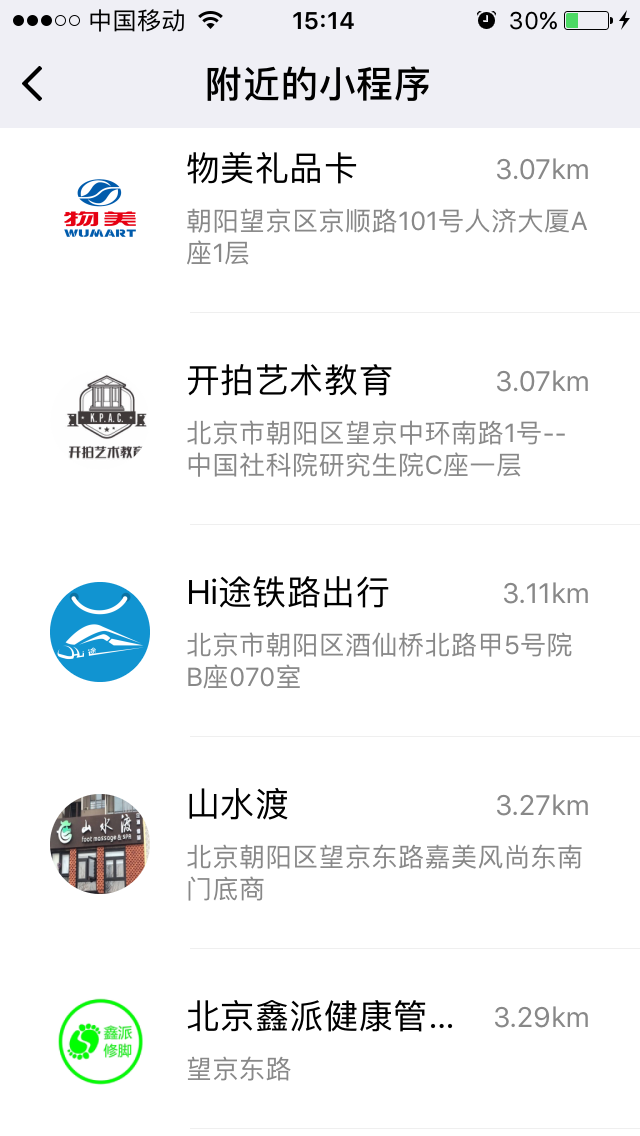 中国移动 15:14 30%
附近的小程序
物美礼品卡 3.07km
物美
WUMART
朝阳望京区京顺路101号人济大厦A
座1层
开拍艺术教育 3.07km
K.P.A.C.
开拍艺术教育
北京市朝阳区望京中环南路1号--
中国社科院研究生院C座一层
Hi途铁路出行 3.11km
北京市朝阳区酒仙桥北路甲5号院
B座070室
山水渡 3.27km
山水渡
foot massage & SPA
北京朝阳区望京东路嘉美风尚东南
门底商
北京鑫派健康管... 3.29km
鑫派
修脚
望京东路